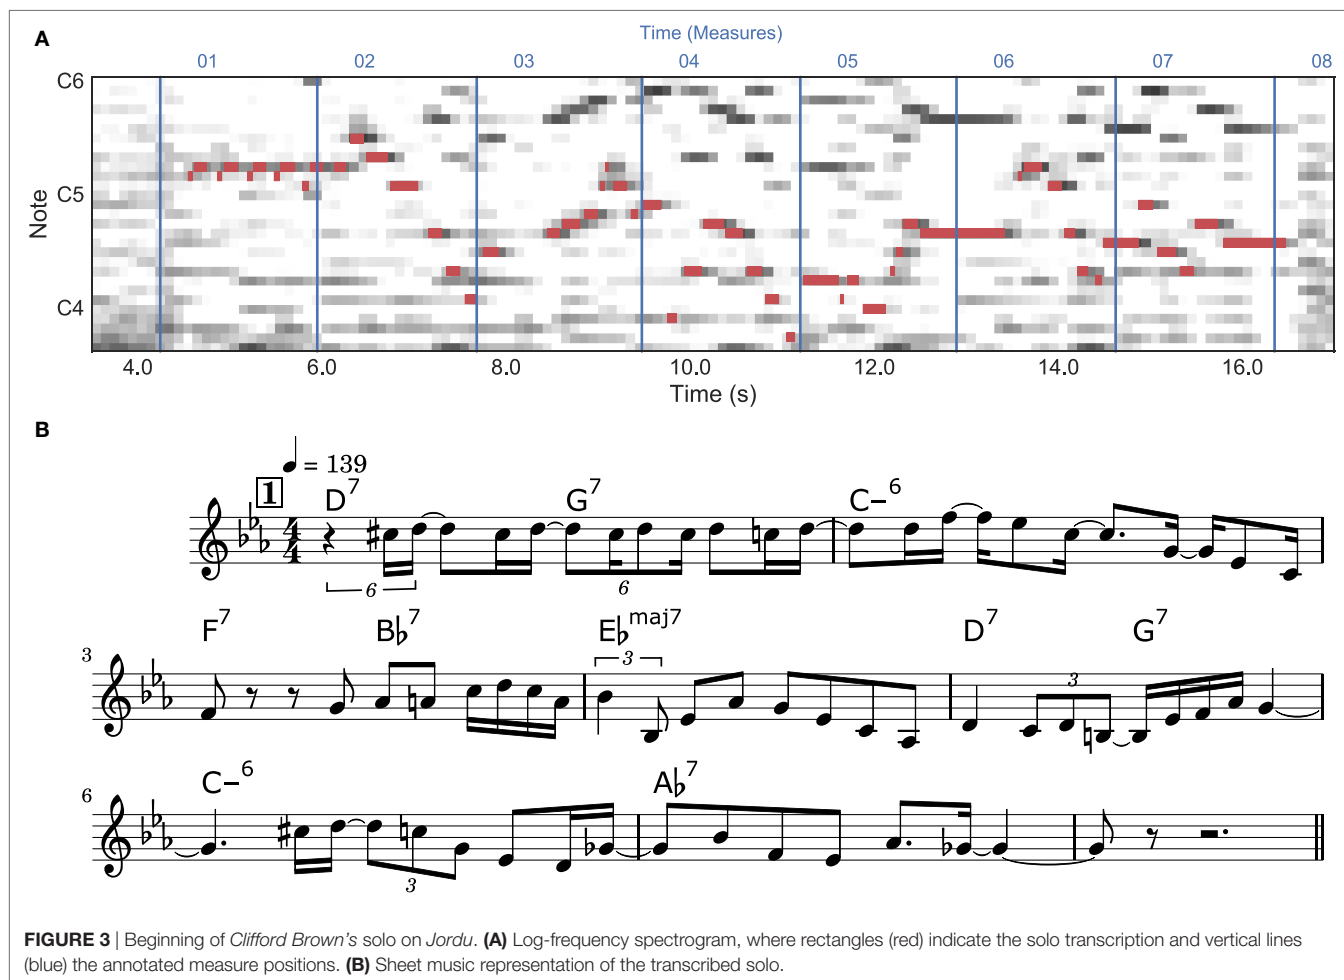 A
Time (Measures)
01 02 03 04 05 06 07 08
C6
C5
C4
Note
4.0 6.0 8.0 10.0 12.0 14.0 16.0
Time (s)
B
= 139
1
D7 G7 C–6
6 6
F7 B♭7 E♭maj7 D7 G7
3
3 3
C–6 A♭7
6
3
FIGURE 3 | Beginning of Clifford Brown's solo on Jordu. (A) Log-frequency spectrogram, where rectangles (red) indicate the solo transcription and vertical lines
(blue) the annotated measure positions. (B) Sheet music representation of the transcribed solo.